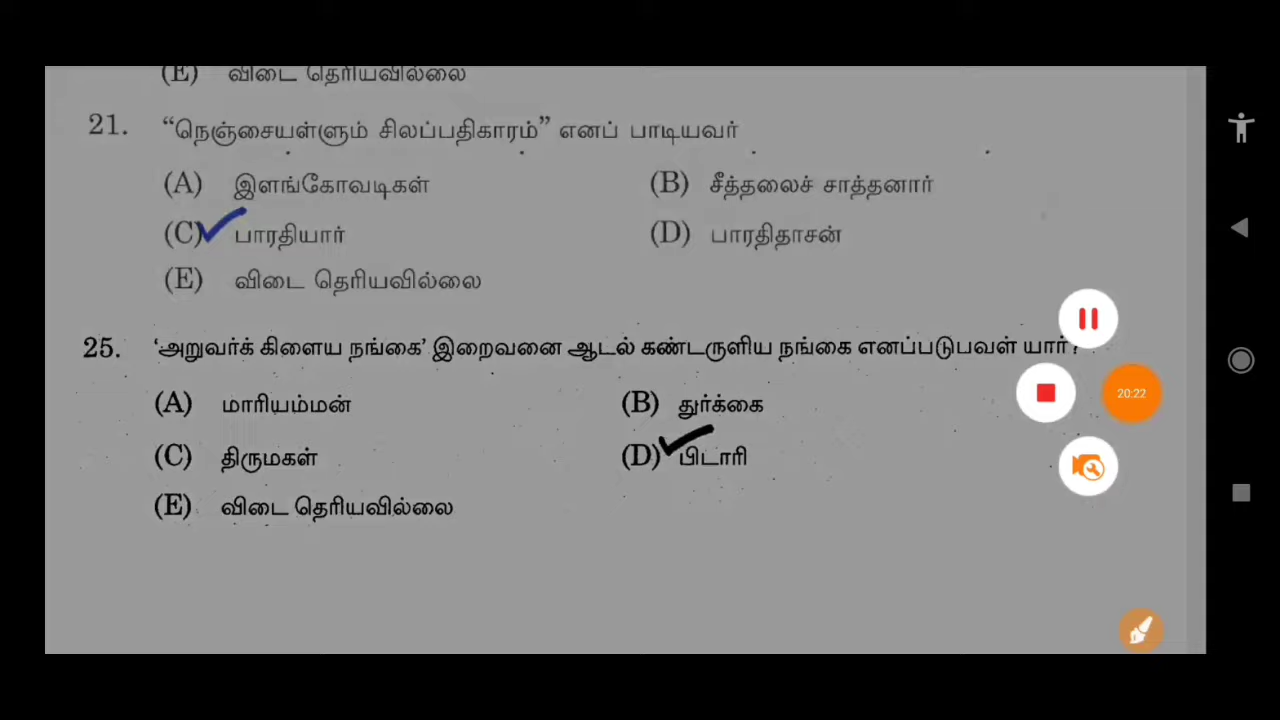 (E) விடை தெரியவில்லை
21. “நெஞ்சையள்ளும் சிலப்பதிகாரம்” எனப் பாடியவர்
(A) இளங்கோவடிகள் (B) சீத்தலைச் சாத்தனார்
(C) பாரதியார் (D) பாரதிதாசன்
(E) விடை தெரியவில்லை
25. ‘அறுவர்க் கிளைய நங்கை’ இறைவனை ஆடல் கண்டருளிய நங்கை எனப்படுபவள் யார்?
(A) மாரியம்மன் (B) துர்க்கை
(C) திருமகள் (D) பிடாரி
(E) விடை தெரியவில்லை
20:22